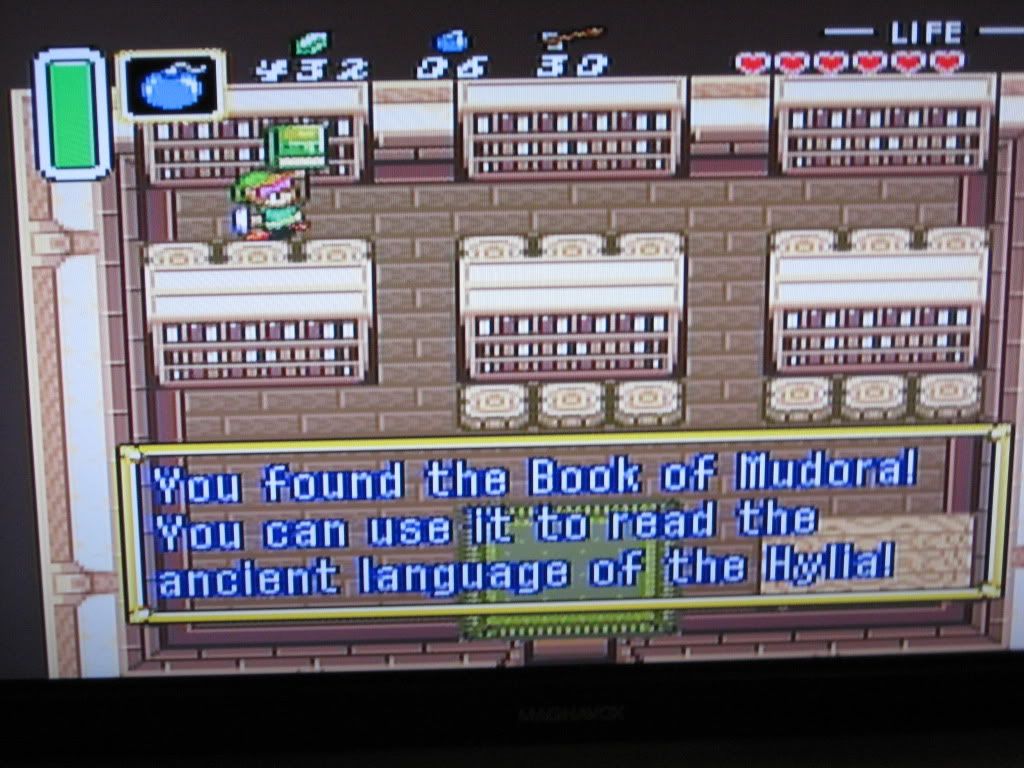 LIFE
432 06 30
You found the Book of Mudora!
You can use it to read the
ancient language of the Hylia!
MAGNAVOX